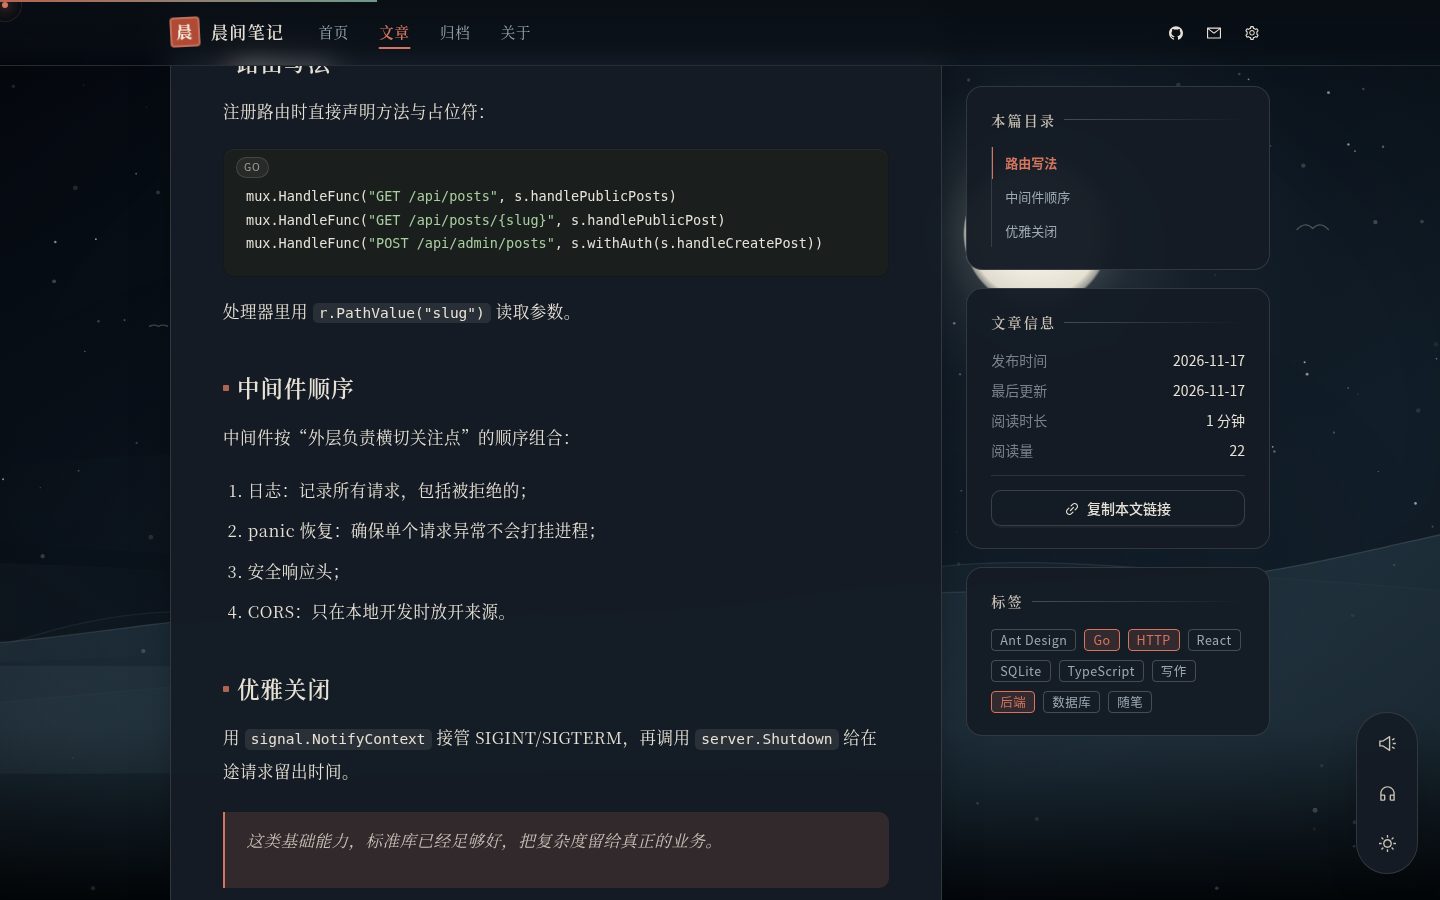 晨 晨间笔记 首页 文章 归档 关于
路由写法
注册路由时直接声明方法与占位符：
GO
mux.HandleFunc("GET /api/posts", s.handlePublicPosts)
mux.HandleFunc("GET /api/posts/{slug}", s.handlePublicPost)
mux.HandleFunc("POST /api/admin/posts", s.withAuth(s.handleCreatePost))
处理器里用 r.PathValue("slug") 读取参数。
中间件顺序
中间件按“外层负责横切关注点”的顺序组合：
1. 日志：记录所有请求，包括被拒绝的；
2. panic 恢复：确保单个请求异常不会打挂进程；
3. 安全响应头；
4. CORS：只在本地开发时放开来源。
优雅关闭
用 signal.NotifyContext 接管 SIGINT/SIGTERM，再调用 server.Shutdown 给在
途请求留出时间。
这类基础能力，标准库已经足够好，把复杂度留给真正的业务。
本篇目录
路由写法
中间件顺序
优雅关闭
文章信息
发布时间 2026-11-17
最后更新 2026-11-17
阅读时长 1 分钟
阅读量 22
复制本文链接
标签
Ant Design Go HTTP React
SQLite TypeScript 写作
后端 数据库 随笔